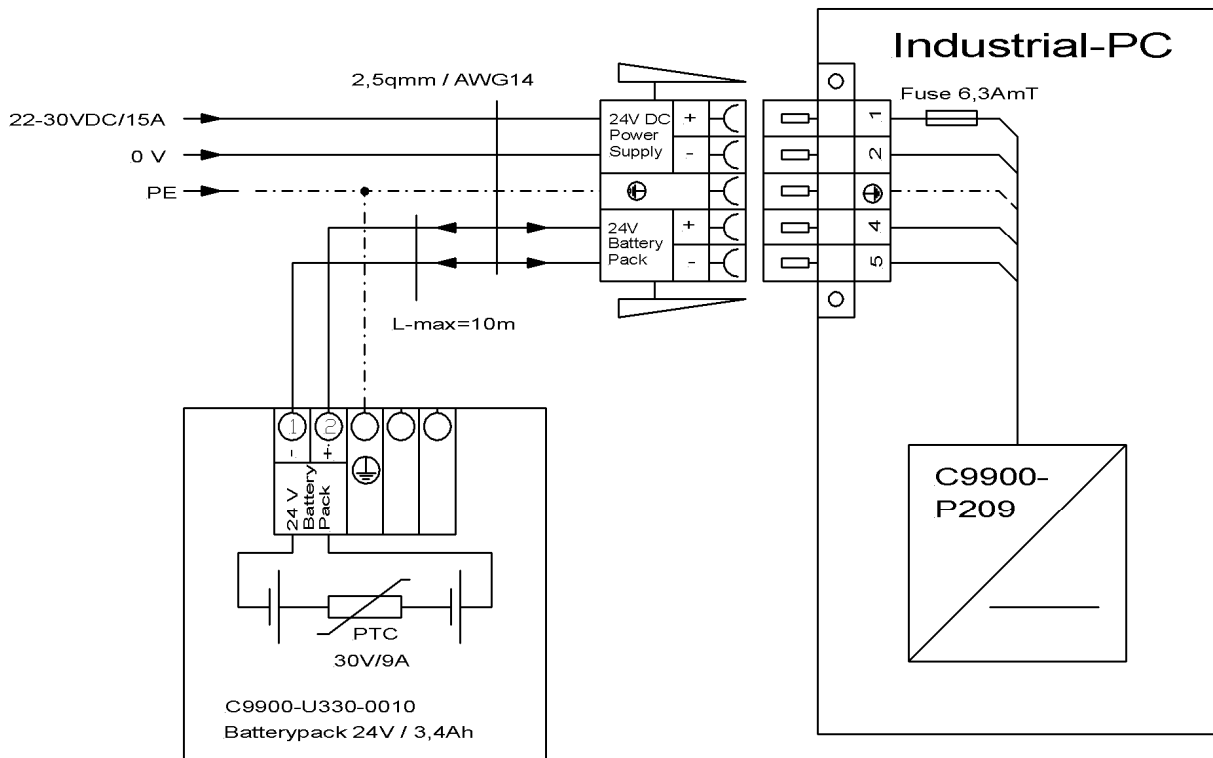 Industrial-PC
2,5qmm / AWG14
Fuse 6,3AmT
22-30VDC/15A
0 V
PE
24V DC
Power
Supply
+
-
24V
Battery
Pack
+
-
1
2
4
5
L-max=10m
1
2
-
+
24 V
Battery
Pack
PTC
30V/9A
C9900-U330-0010
Batterypack 24V / 3,4Ah
C9900-
P209